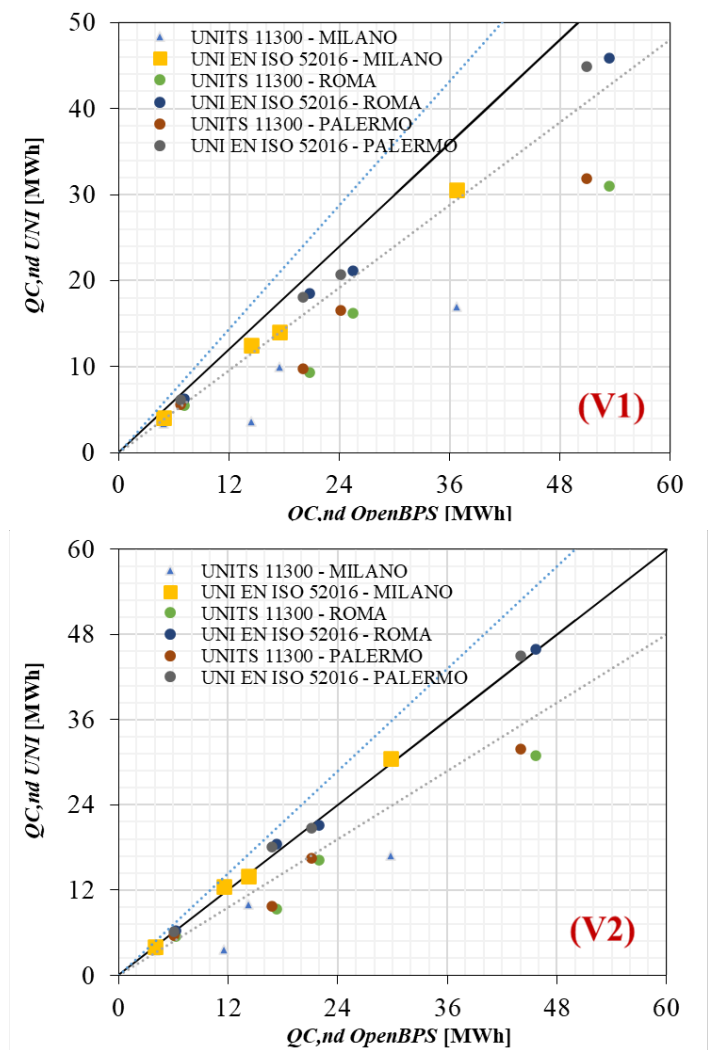 50
40
30
20
10
0
QC,nd UNI [MWh]
UNITS 11300 - MILANO
UNI EN ISO 52016 - MILANO
UNITS 11300 - ROMA
UNI EN ISO 52016 - ROMA
UNITS 11300 - PALERMO
UNI EN ISO 52016 - PALERMO
(V1)
0 12 24 36 48 60
QC,nd OpenBPS [MWh]
60
48
36
24
12
0
QC,nd UNI [MWh]
UNITS 11300 - MILANO
UNI EN ISO 52016 - MILANO
UNITS 11300 - ROMA
UNI EN ISO 52016 - ROMA
UNITS 11300 - PALERMO
UNI EN ISO 52016 - PALERMO
(V2)
0 12 24 36 48 60
QC,nd OpenBPS [MWh]